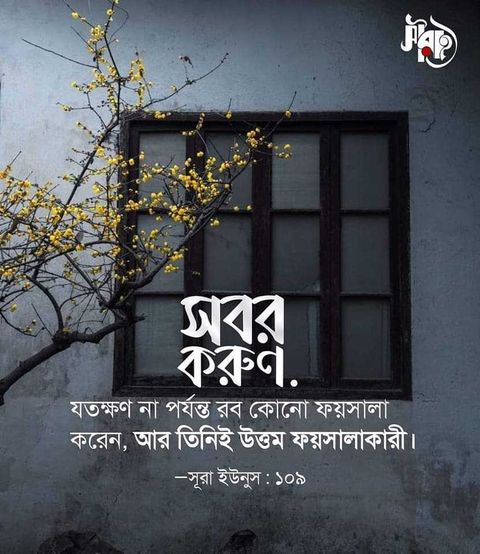 সবর
করুণ.
যতক্ষণ না পর্যন্ত রব কোনো ফয়সালা
করেন, আর তিনিই উত্তম ফয়সালাকারী।
–সূরা ইউনুস : ১০৯